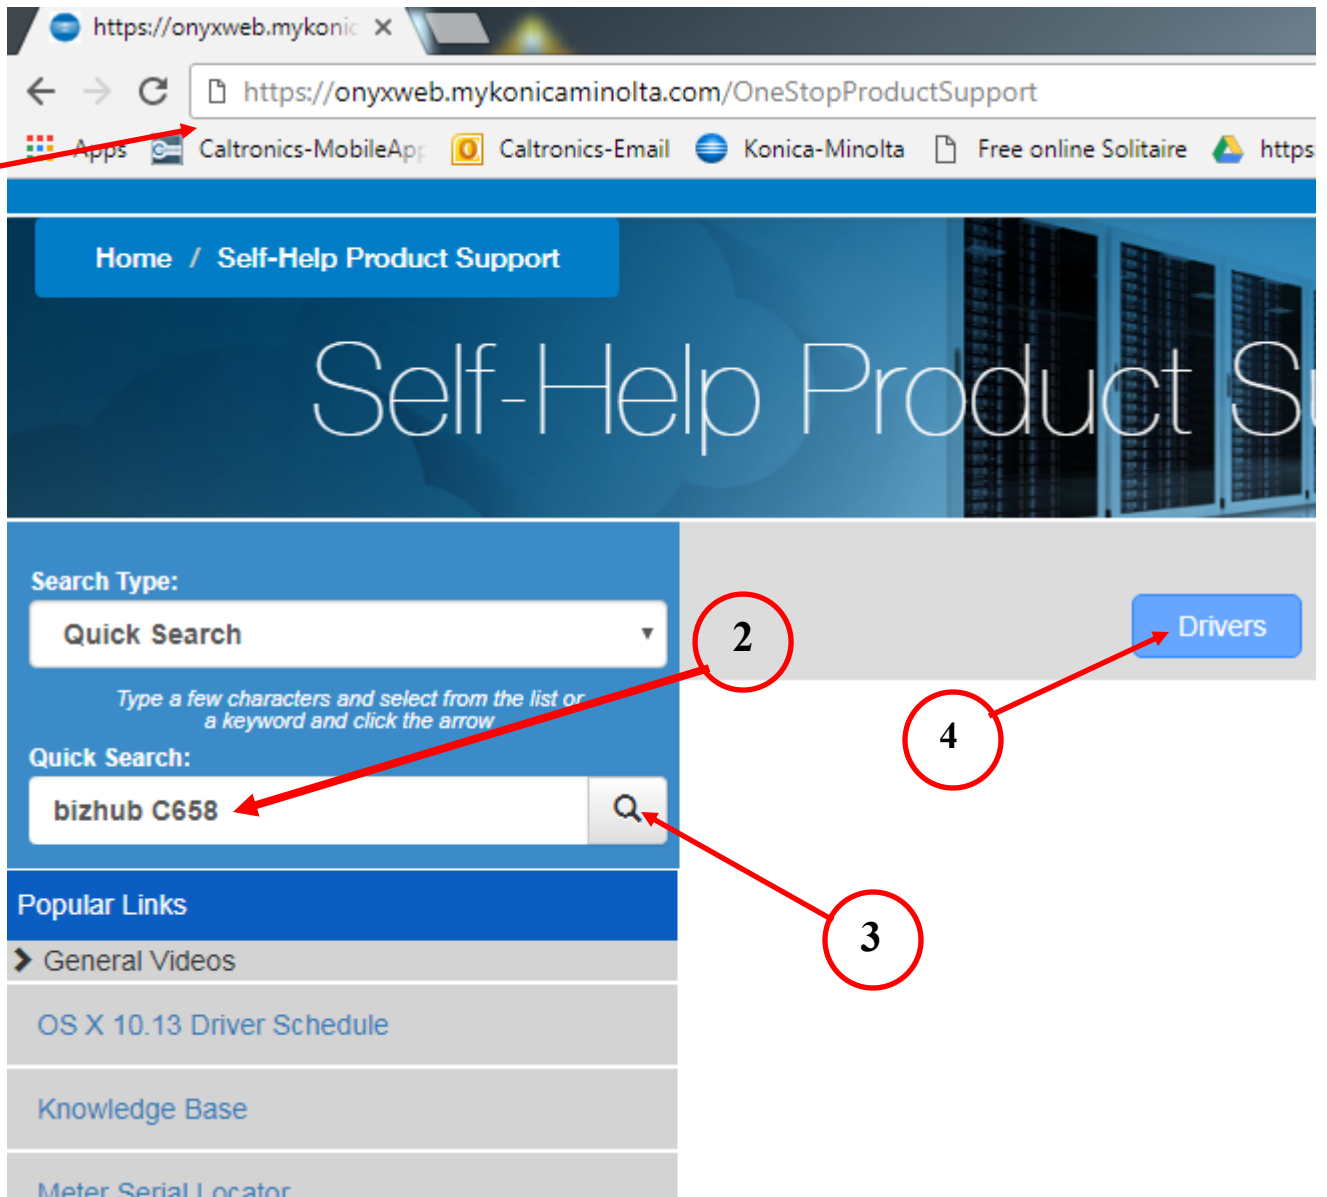 https://onyxweb.mykonic
https://onyxweb.mykonicaminolta.com/OneStopProductSupport
Apps Caltronics-MobileApp Caltronics-Email Konica-Minolta Free online Solitaire https
Home / Self-Help Product Support
Self-Help Product S
Search Type:
Quick Search
2
Drivers
Type a few characters and select from the list or
a keyword and click the arrow
4
Quick Search:
bizhub C658
Popular Links
3
General Videos
OS X 10.13 Driver Schedule
Knowledge Base
Meter Serial Locator